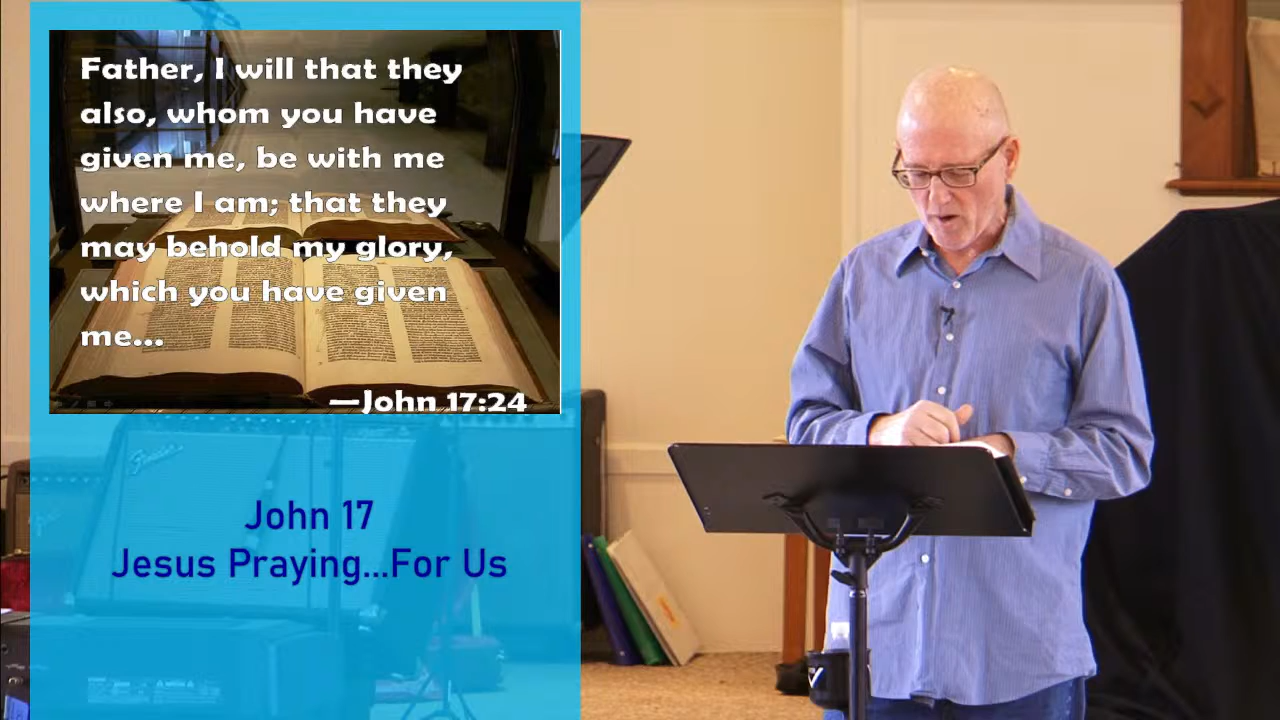 Father, I will that they
also, whom you have
given me, be with me
where I am; that they
may behold my glory,
which you have given
me...
—John 17:24
Fender
John 17
Jesus Praying...For Us